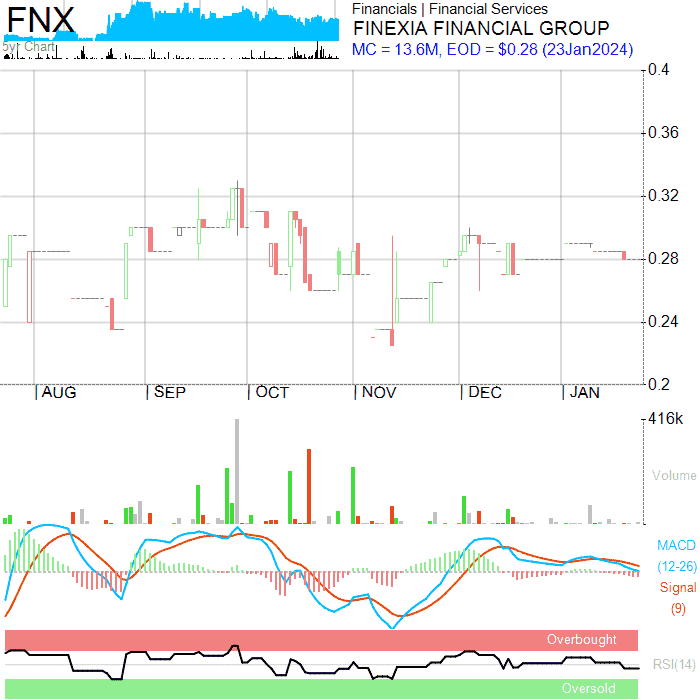 FNX
5yr Chart
Financials | Financial Services
FINEXIA FINANCIAL GROUP
MC = 13.6M, EOD = $0.28 (23Jan2024)
0.4
0.36
0.32
0.28
0.24
0.2
AUG
SEP
OCT
NOV
DEC
JAN
416k
Volume
MACD
(12-26)
Signal
(9)
Overbought
RSI(14)
Oversold